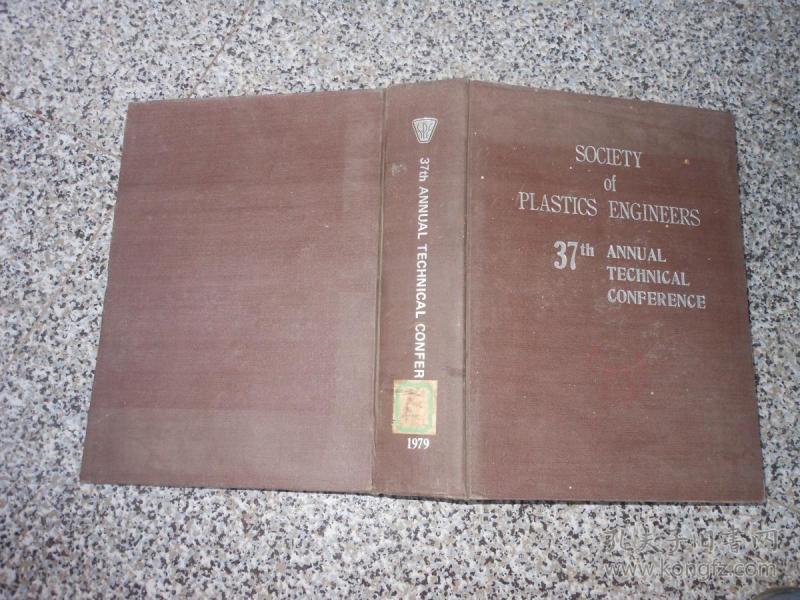 SOCIETY
of
PLASTICS ENGINEERS
37th ANNUAL
TECHNICAL
CONFERENCE
37th ANNUAL TECHNICAL CONFER
1979
孔夫子旧书网
www.kongfz.com